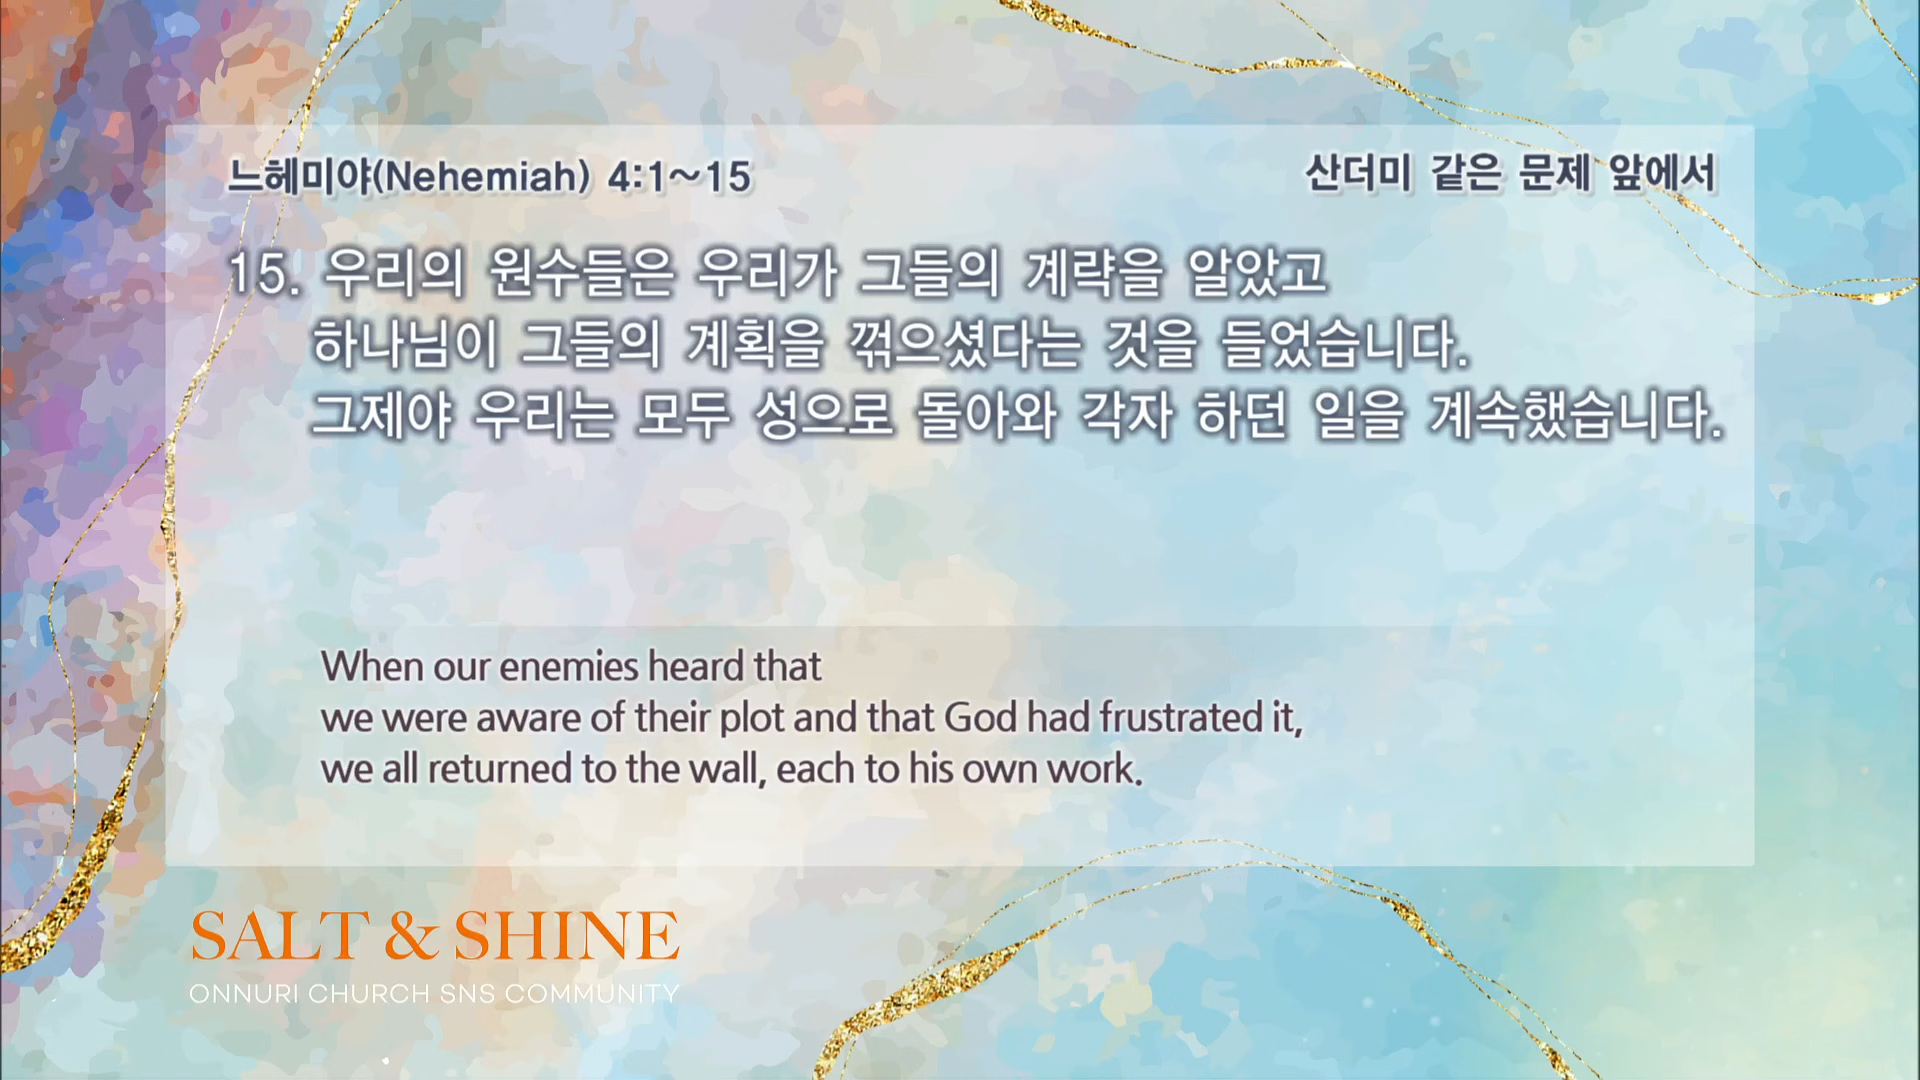 느헤미야(Nehemiah) 4:1~15
산더미 같은 문제 앞에서
15. 우리의 원수들은 우리가 그들의 계략을 알았고
하나님이 그들의 계획을 꺾으셨다는 것을 들었습니다.
그제야 우리는 모두 성으로 돌아와 각자 하던 일을 계속했습니다.
When our enemies heard that
we were aware of their plot and that God had frustrated it,
we all returned to the wall, each to his own work.
SALT & SHINE
ONNURI CHURCH SNS COMMUNITY